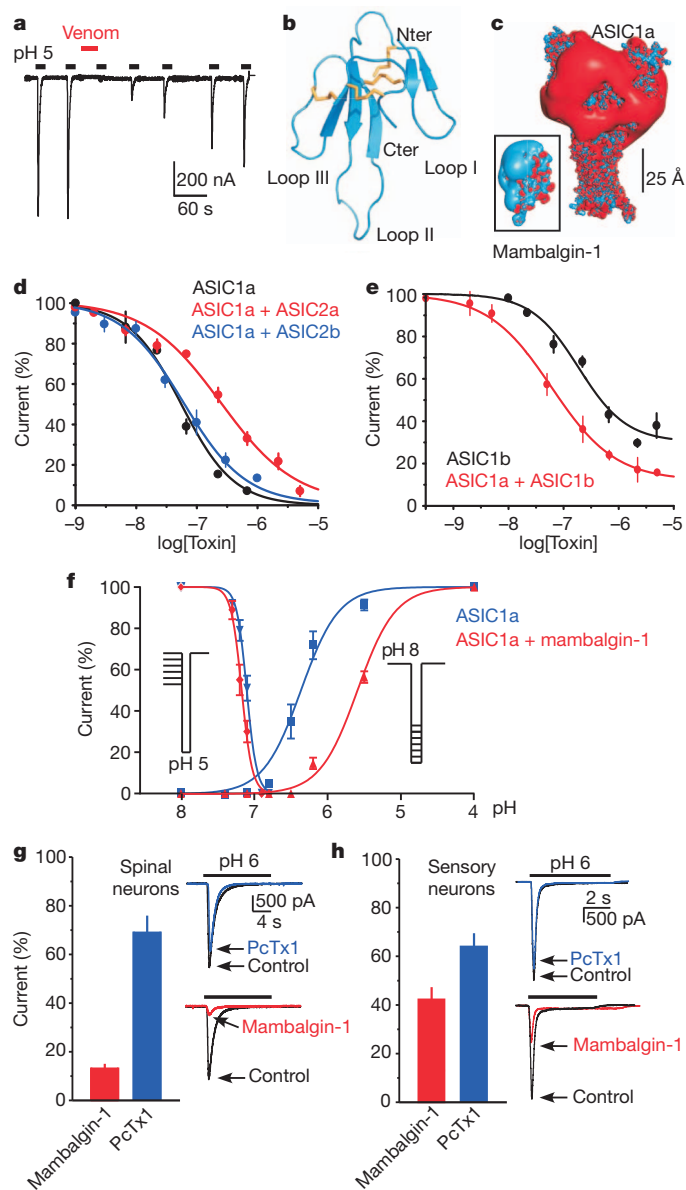 a
Venom
pH 5
200 nA
60 s
b
Nter
Cter
Loop I
Loop III
Loop II
c
ASIC1a
25 Å
Mambalgin-1
d
ASIC1a
ASIC1a + ASIC2a
ASIC1a + ASIC2b
Current (%)
100
80
60
40
20
0
–9 –8 –7 –6 –5
log[Toxin]
e
ASIC1b
ASIC1a + ASIC1b
Current (%)
100
80
60
40
20
0
–9 –8 –7 –6 –5
log[Toxin]
f
ASIC1a
ASIC1a + mambalgin-1
pH 8
pH 5
Current (%)
100
80
60
40
20
0
8 7 6 5 4
pH
g
Spinal
neurons
pH 6
500 pA
4 s
PcTx1
Control
Mambalgin-1
Control
Current (%)
100
80
60
40
20
0
Mambalgin-1
PcTx1
h
Sensory
neurons
pH 6
2 s
500 pA
PcTx1
Control
Mambalgin-1
Control
Current (%)
100
80
60
40
20
0
Mambalgin-1
PcTx1